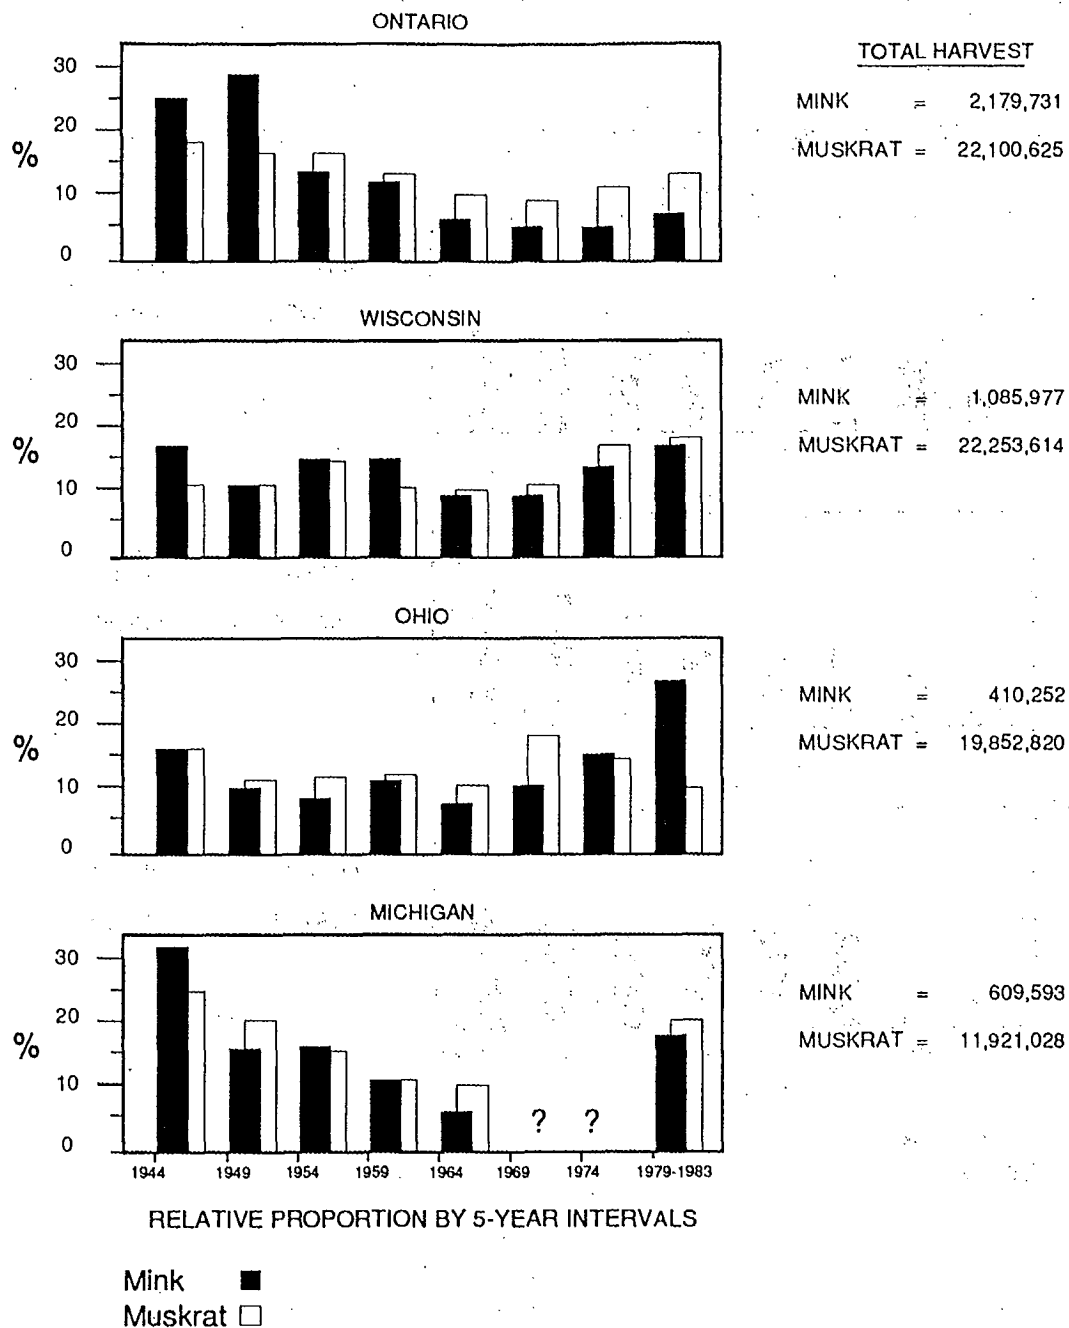 ONTARIO
30
20
%
10
0
TOTAL HARVEST
MINK = 2,179,731
MUSKRAT = 22,100,625
WISCONSIN
30
20
%
10
0
MINK = 1,085,977
MUSKRAT = 22,253,614
OHIO
30
20
%
10
0
MINK = 410,252
MUSKRAT = 19,852,820
MICHIGAN
30
20
%
10
0
? ?
MINK = 609,593
MUSKRAT = 11,921,028
1944 1949 1954 1959 1964 1969 1974 1979-1983
RELATIVE PROPORTION BY 5-YEAR INTERVALS
Mink
Muskrat